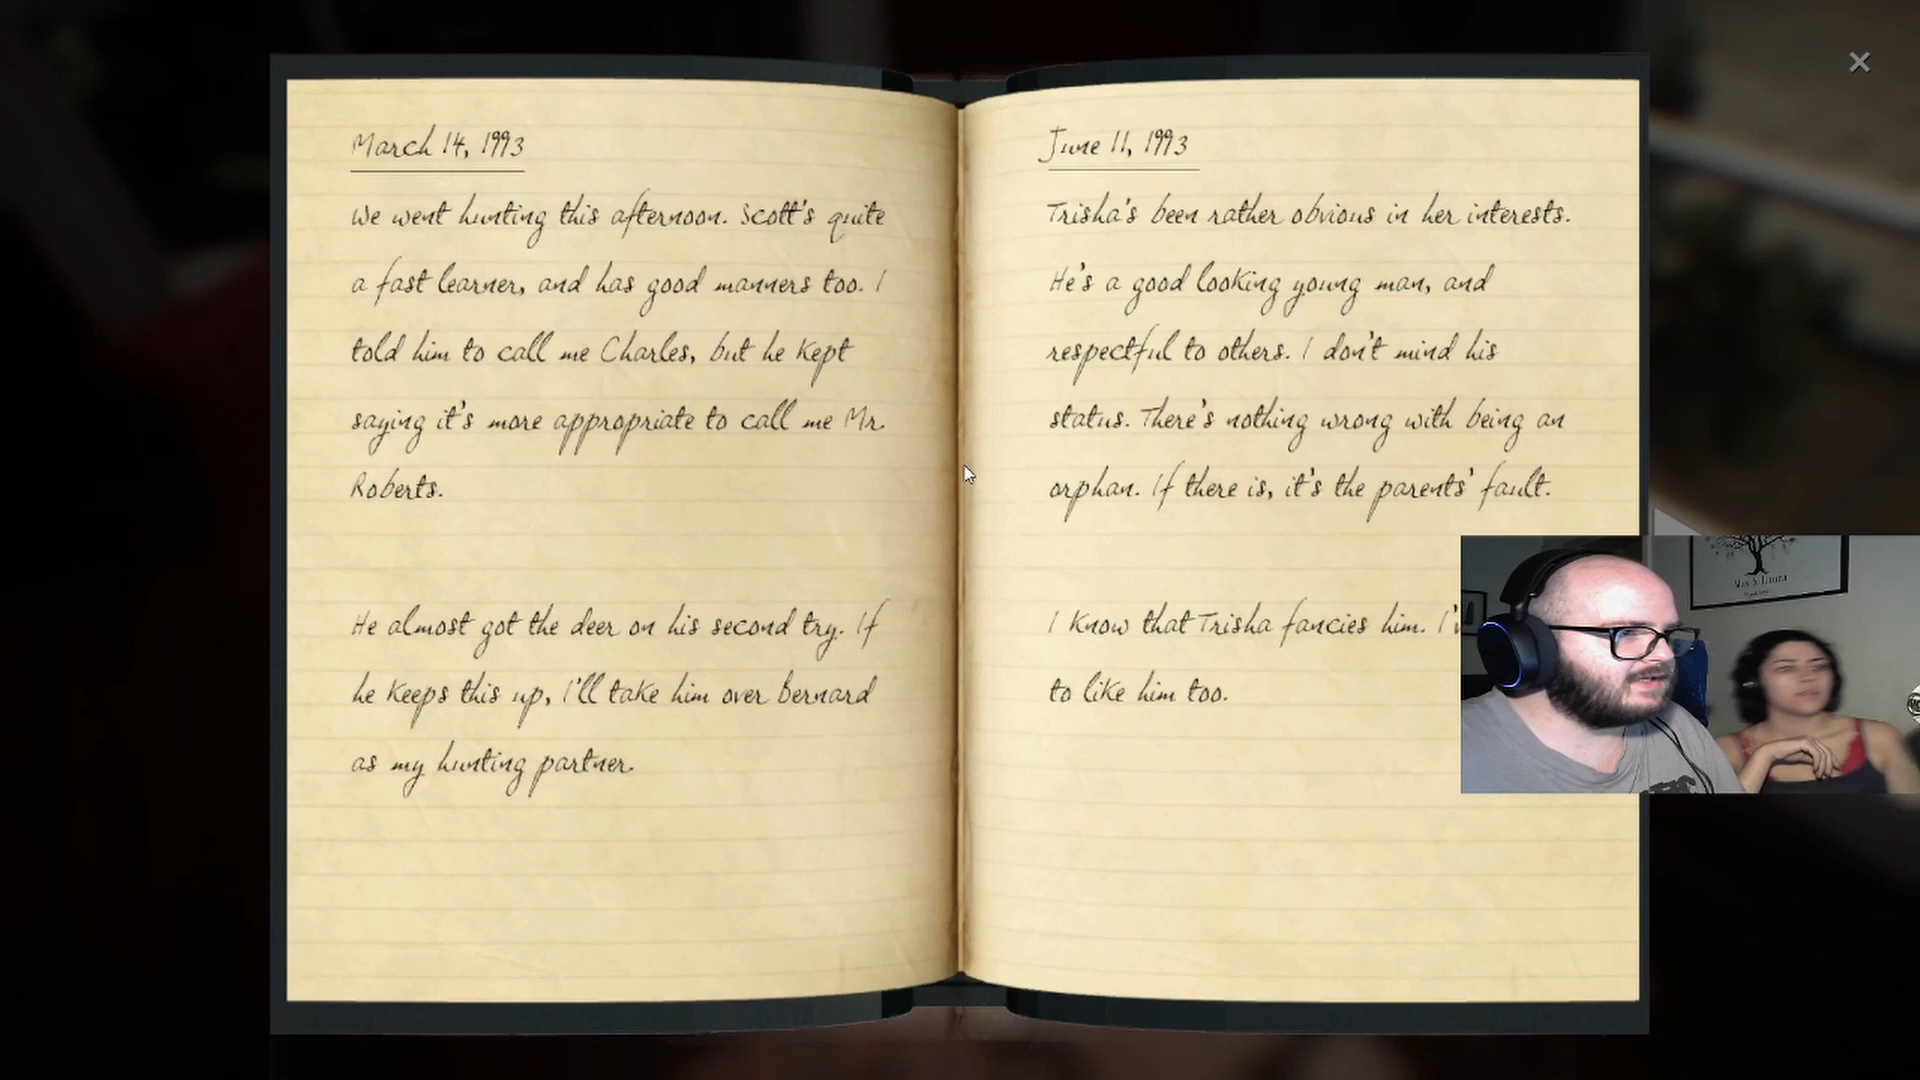 March 14, 1993
We went hunting this afternoon. Scott's quite
a fast learner, and has good manners too. I
told him to call me Charles, but he kept
saying it's more appropriate to call me Mr.
Roberts.
He almost got the deer on his second try. If
he keeps this up, I'll take him over Bernard
as my hunting partner.
June 11, 1993
Trisha's been rather obvious in her interests.
He's a good looking young man, and
respectful to others. I don't mind his
status. There's nothing wrong with being an
orphan. If there is, it's the parents' fault.
I know that Trisha fancies him.
to like him too.